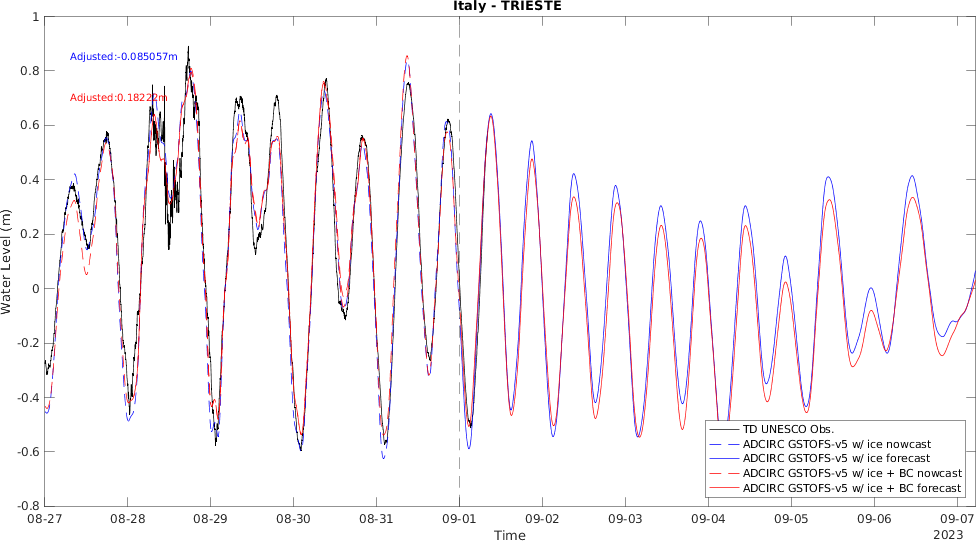 Italy - TRIESTE
Adjusted:-0.085057m
Adjusted:0.18222m
Water Level (m)
1
0.8
0.6
0.4
0.2
0
-0.2
-0.4
-0.6
-0.8
TD UNESCO Obs.
ADCIRC GSTOFS-v5 w/ ice nowcast
ADCIRC GSTOFS-v5 w/ ice forecast
ADCIRC GSTOFS-v5 w/ ice + BC nowcast
ADCIRC GSTOFS-v5 w/ ice + BC forecast
08-27 08-28 08-29 08-30 08-31 09-01 09-02 09-03 09-04 09-05 09-06 09-07
Time
2023